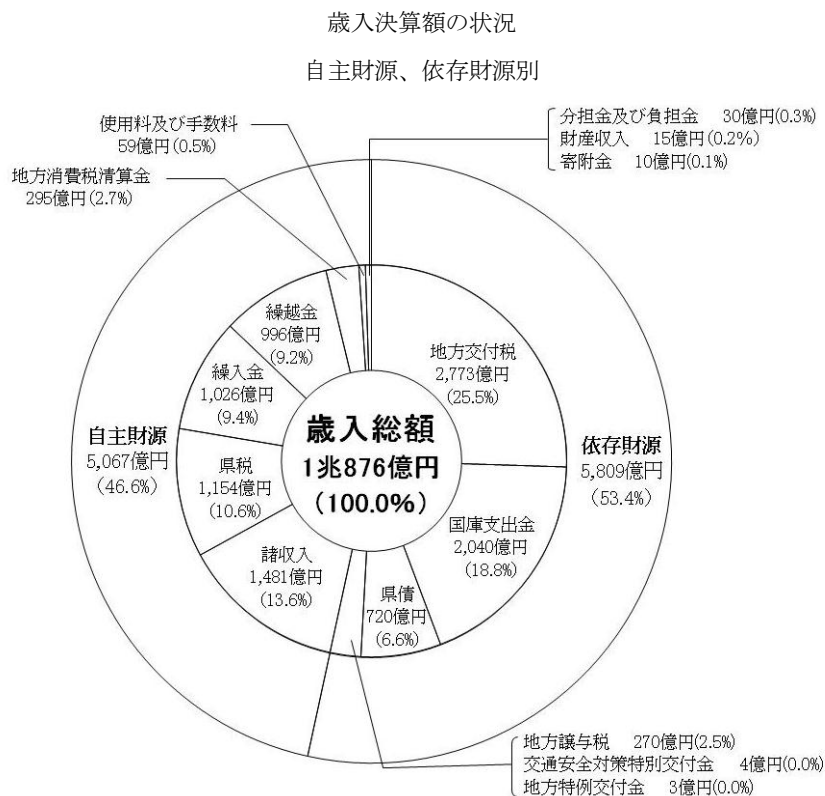 歳入決算額の状況
自主財源、依存財源別
使用料及び手数料
59億円(0.5%)
地方消費税清算金
295億円(2.7%)
分担金及び負担金 30億円(0.3%)
財産収入 15億円(0.2%)
寄附金 10億円(0.1%)
繰越金
996億円
(9.2%)
繰入金
1,026億円
(9.4%)
地方交付税
2,773億円
(25.5%)
歳入総額
1兆876億円
(100.0%)
自主財源
5,067億円
(46.6%)
依存財源
5,809億円
(53.4%)
県税
1,154億円
(10.6%)
国庫支出金
2,040億円
(18.8%)
諸収入
1,481億円
(13.6%)
県債
720億円
(6.6%)
地方譲与税 270億円(2.5%)
交通安全対策特別交付金 4億円(0.0%)
地方特例交付金 3億円(0.0%)